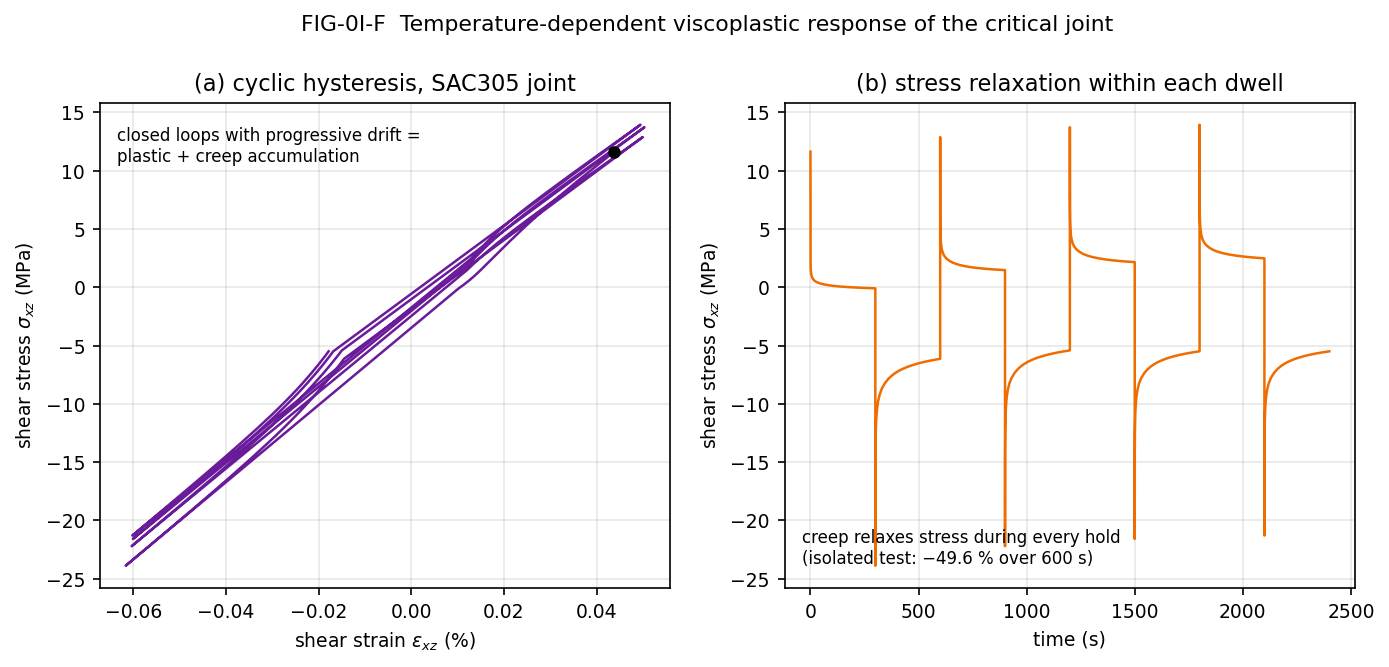 FIG-0I-F  Temperature-dependent viscoplastic response of the critical joint
(a) cyclic hysteresis, SAC305 joint
closed loops with progressive drift =
plastic + creep accumulation
15
10
5
0
−5
−10
−15
−20
−25
shear stress σxz (MPa)
−0.06 −0.04 −0.02 0.00 0.02 0.04
shear strain εxz (%)
(b) stress relaxation within each dwell
15
10
5
0
−5
−10
−15
−20
−25
shear stress σxz (MPa)
creep relaxes stress during every hold
(isolated test: −49.6 % over 600 s)
0 500 1000 1500 2000 2500
time (s)